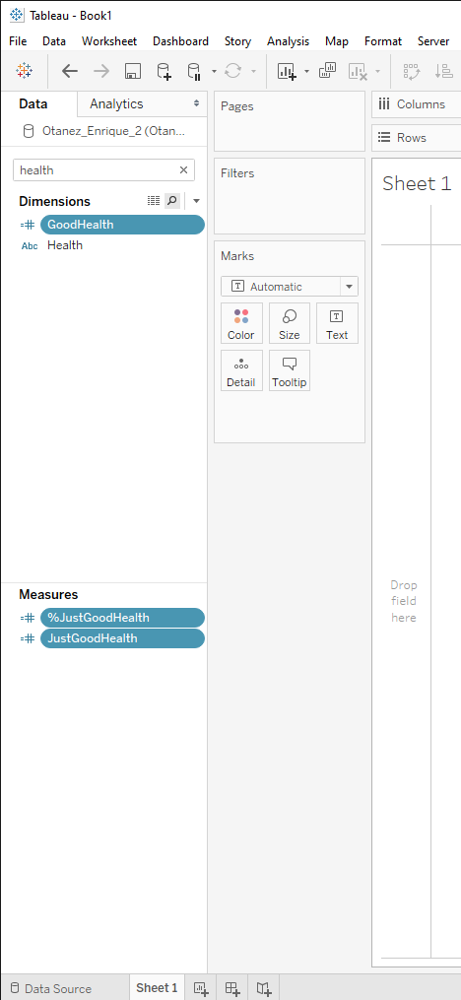 Tableau - Book1
File Data Worksheet Dashboard Story Analysis Map Format Server
Data Analytics
Otanez_Enrique_2 (Otan...
health
Dimensions
GoodHealth
Abc Health
Measures
%JustGoodHealth
JustGoodHealth
Pages
Filters
Marks
T Automatic
Color Size T Text
Detail Tooltip
Columns
Rows
Sheet 1
Drop
field
here
Data Source Sheet 1